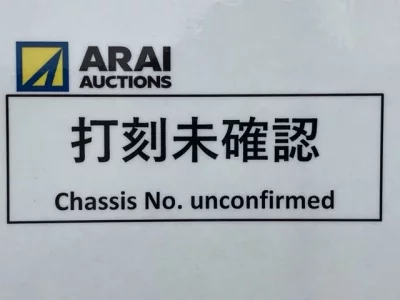 ARAI
AUCTIONS
打刻未確認
Chassis No. unconfirmed